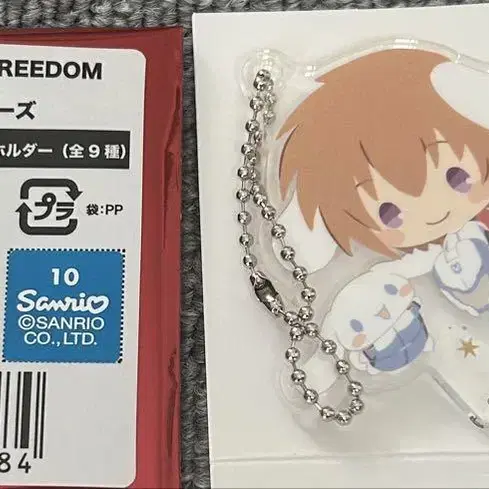 REEDOM
ーズ
ホルダー（全９種）
プラ
袋:PP
10
Sanrio
©SANRIO
CO.,LTD.
84